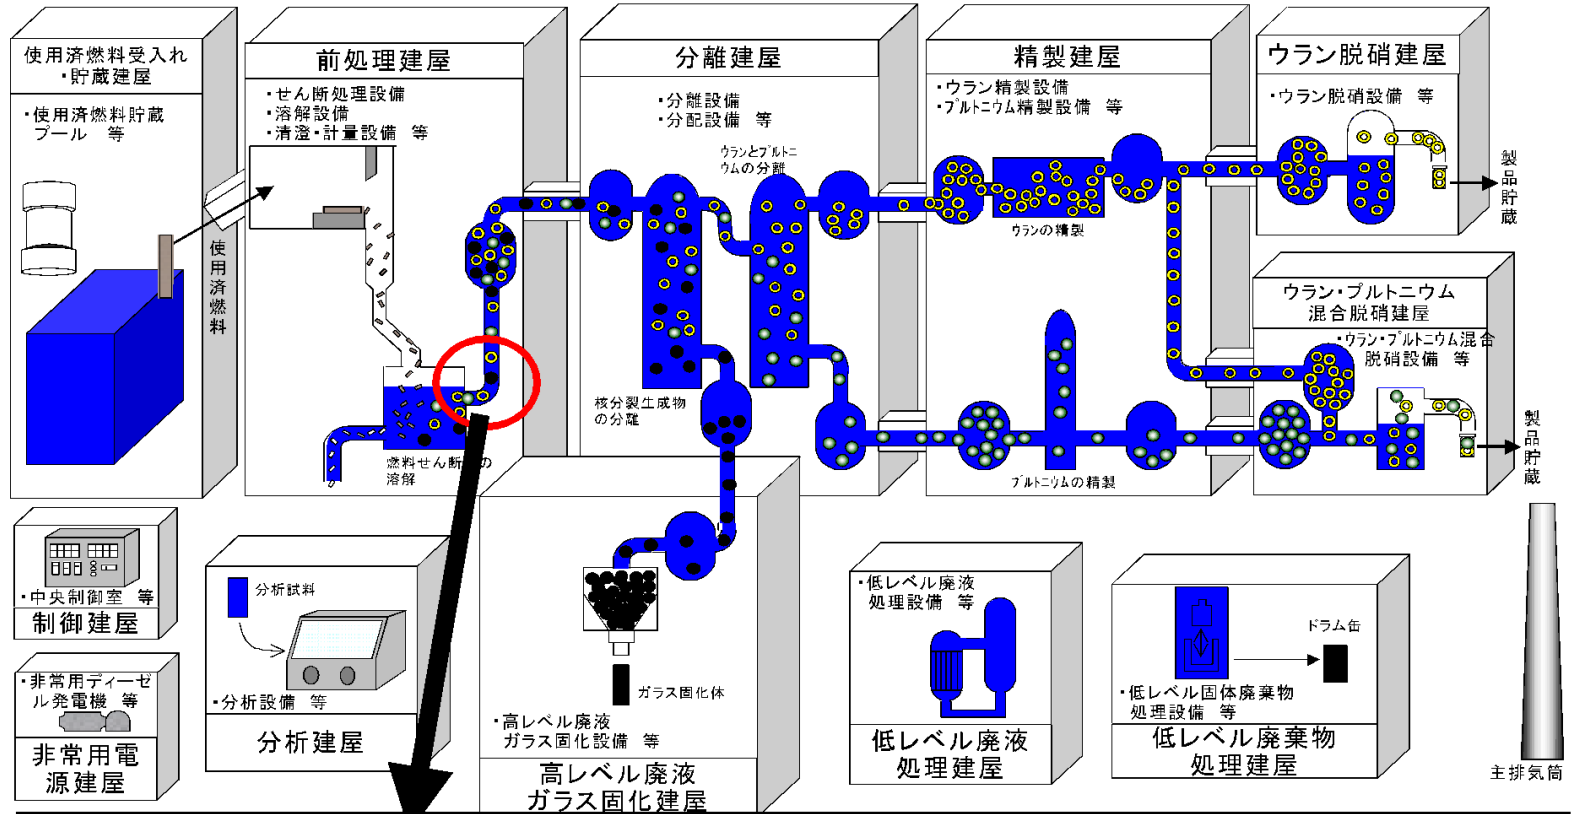 使用済燃料受入れ
・貯蔵建屋
・使用済燃料貯蔵
プール 等
使用済燃料
前処理建屋
・せん断処理設備
・溶解設備
・清澄・計量設備 等
燃料せん断
の
溶解
分離建屋
・分離設備
・分配設備 等
ウランとプルトニ
ウムの分離
核分裂生成物
の分離
精製建屋
・ウラン精製設備
・プルトニウム精製設備 等
ウランの精製
プルトニウムの精製
ウラン脱硝建屋
・ウラン脱硝設備 等
製品貯蔵
ウラン・プルトニウム
混合脱硝建屋
・ウラン・プルトニウム混合
脱硝設備 等
製品貯蔵
・中央制御室 等
制御建屋
・非常用ディーゼ
ル発電機 等
非常用電
源建屋
分析試料
・分析設備 等
分析建屋
ガラス固化体
・高レベル廃液
ガラス固化設備 等
高レベル廃液
ガラス固化建屋
・低レベル廃液
処理設備 等
低レベル廃液
処理建屋
ドラム缶
・低レベル固体廃棄物
処理設備 等
低レベル廃棄物
処理建屋
主排気筒